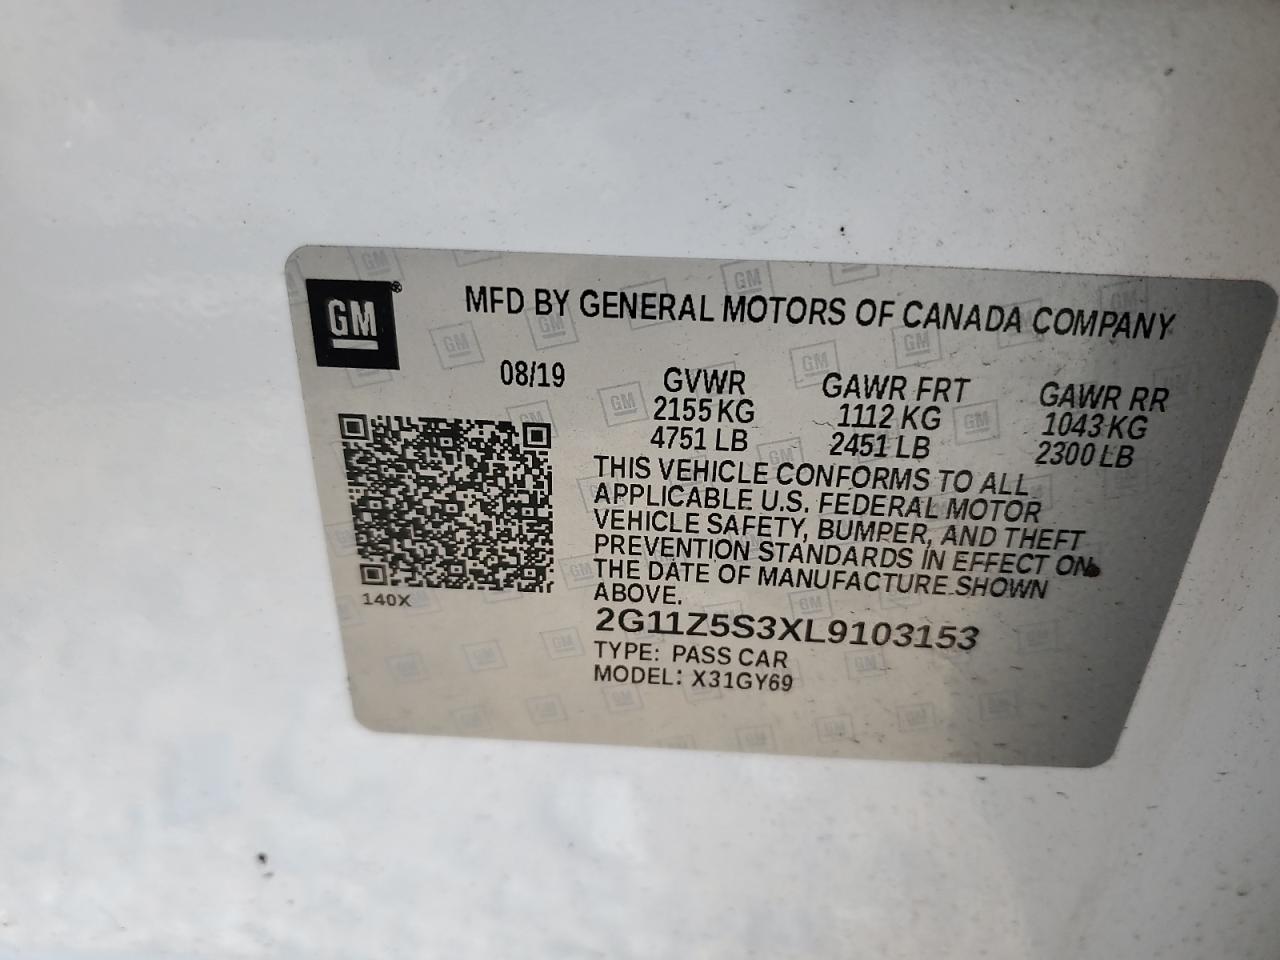 GM®
MFD BY GENERAL MOTORS OF CANADA COMPANY
08/19
GVWR GAWR FRT GAWR RR
2155 KG 1112 KG 1043 KG
4751 LB 2451 LB 2300 LB
THIS VEHICLE CONFORMS TO ALL
APPLICABLE U.S. FEDERAL MOTOR
VEHICLE SAFETY, BUMPER, AND THEFT
PREVENTION STANDARDS IN EFFECT ON
THE DATE OF MANUFACTURE SHOWN
ABOVE.
140X
2G11Z5S3XL9103153
TYPE: PASS CAR
MODEL: X31GY69